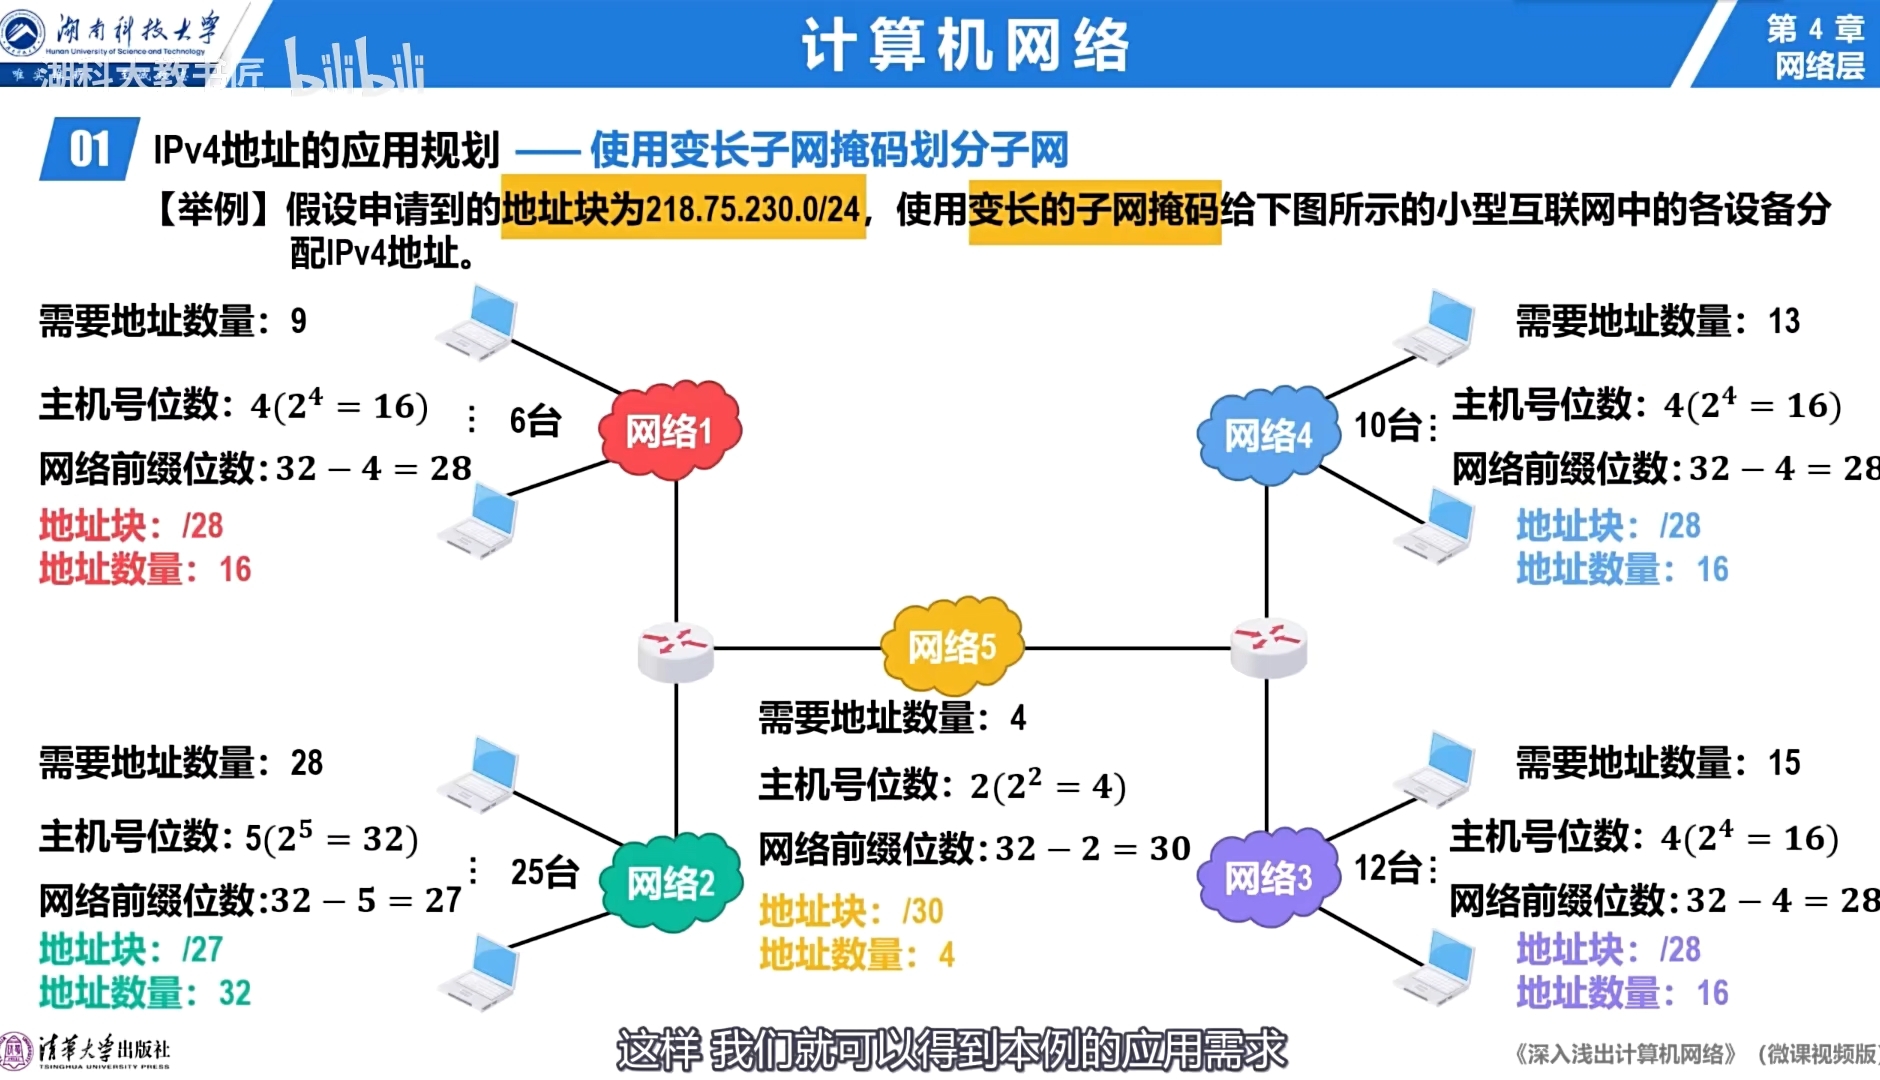 湖南科技大学
Hunan University of Science and Technology
湖科大教书匠 bilibili
计算机网络
第 4 章
网络层
01 IPv4地址的应用规划 —— 使用变长子网掩码划分子网
【举例】假设申请到的地址块为218.75.230.0/24，使用变长的子网掩码给下图所示的小型互联网中的各设备分
配IPv4地址。
需要地址数量：9
主机号位数：4(2⁴ = 16)
网络前缀位数：32 − 4 = 28
地址块：/28
地址数量：16
⋮ 6台
网络1
网络4
10台⋮
需要地址数量：13
主机号位数：4(2⁴ = 16)
网络前缀位数：32 − 4 = 28
地址块：/28
地址数量：16
网络5
需要地址数量：4
主机号位数：2(2² = 4)
网络前缀位数：32 − 2 = 30
地址块：/30
地址数量：4
需要地址数量：28
主机号位数：5(2⁵ = 32)
网络前缀位数：32 − 5 = 27
地址块：/27
地址数量：32
⋮ 25台
网络2
网络3
12台⋮
需要地址数量：15
主机号位数：4(2⁴ = 16)
网络前缀位数：32 − 4 = 28
地址块：/28
地址数量：16
这样 我们就可以得到本例的应用需求
清华大学出版社
TSINGHUA UNIVERSITY PRESS
《深入浅出计算机网络》（微课视频版